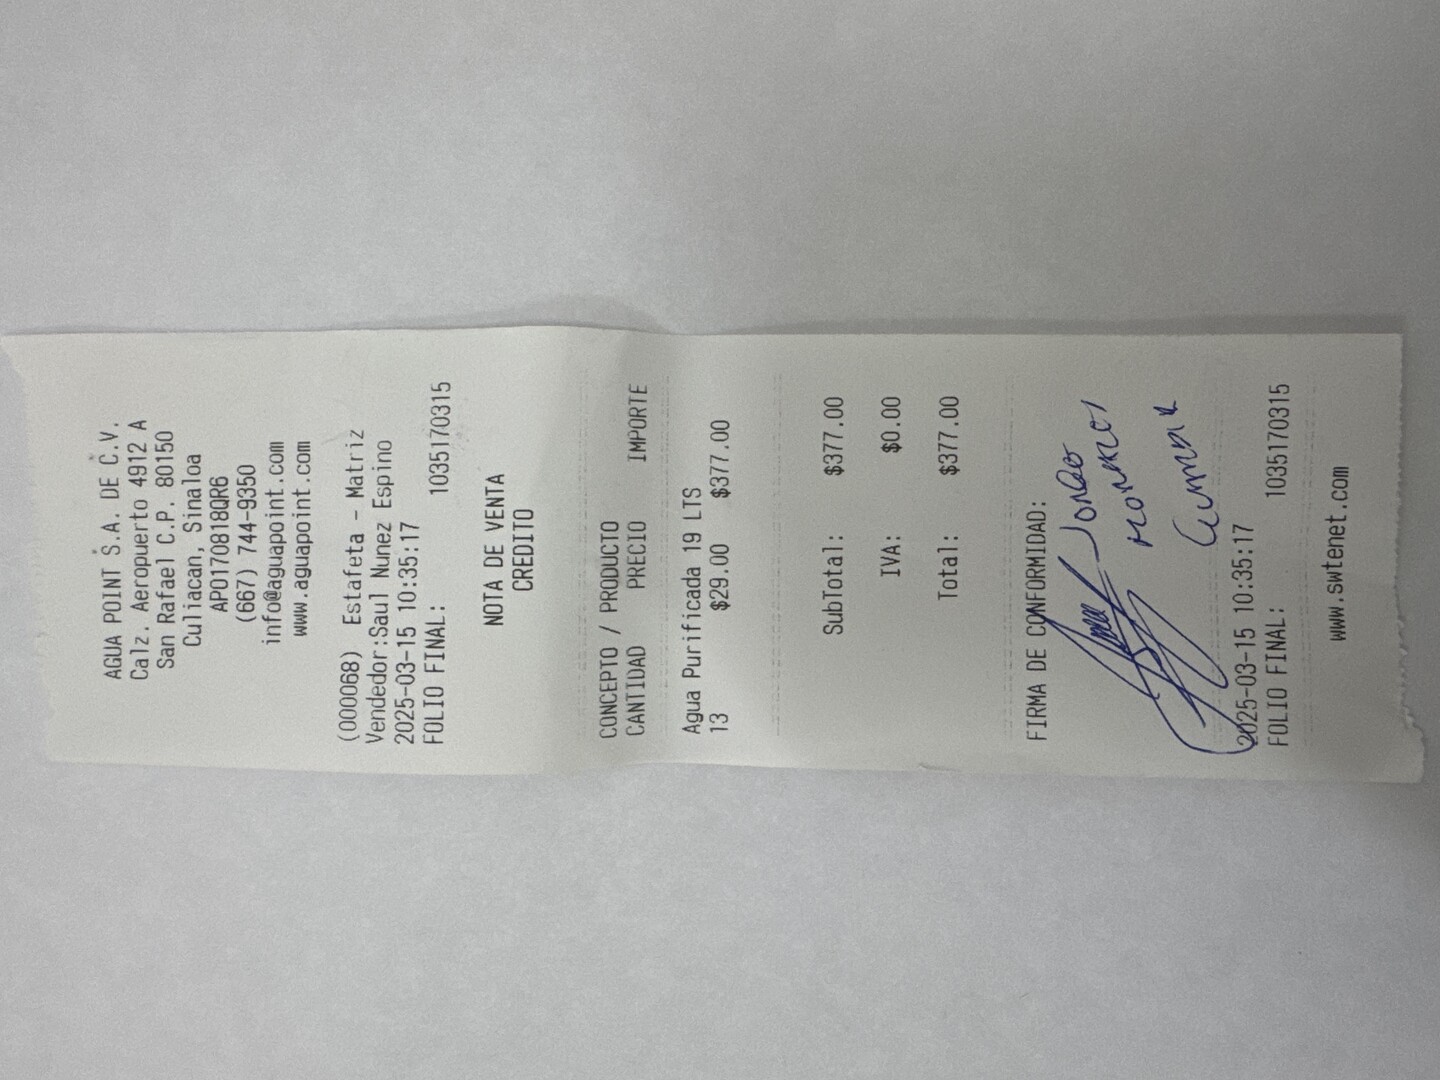 AGUA POINT S.A. DE C.V.
Calz. Aeropuerto 4912 A
San Rafael C.P. 80150
Culiacan, Sinaloa
APO170818QR6
(667) 744-9350
info@aguapoint.com
www.aguapoint.com
(000068) Estafeta - Matriz
Vendedor:Saul Nunez Espino
2025-03-15 10:35:17
FOLIO FINAL: 1035170315
NOTA DE VENTA
CREDITO
CONCEPTO / PRODUCTO
CANTIDAD PRECIO IMPORTE
Agua Purificada 19 LTS
13 $29.00 $377.00
SubTotal: $377.00
IVA: $0.00
Total: $377.00
FIRMA DE CONFORMIDAD:
2025-03-15 10:35:17
FOLIO FINAL: 1035170315
www.swtenet.com